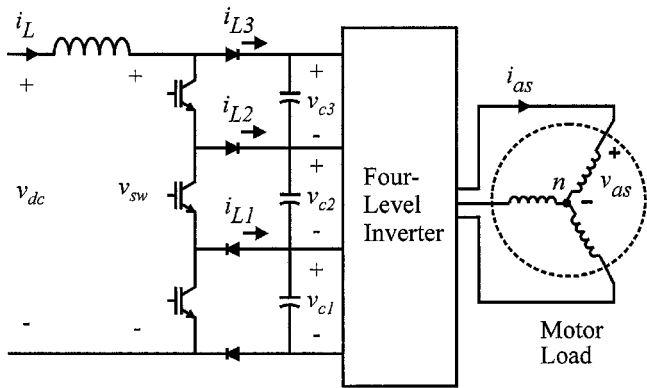 i_L
i_L3
+
+
+
v_c3
-
i_L2
+
v_c2
-
i_L1
+
v_c1
-
v_dc
v_sw
-
-
Four-
Level
Inverter
i_as
n
+
v_as
-
Motor
Load